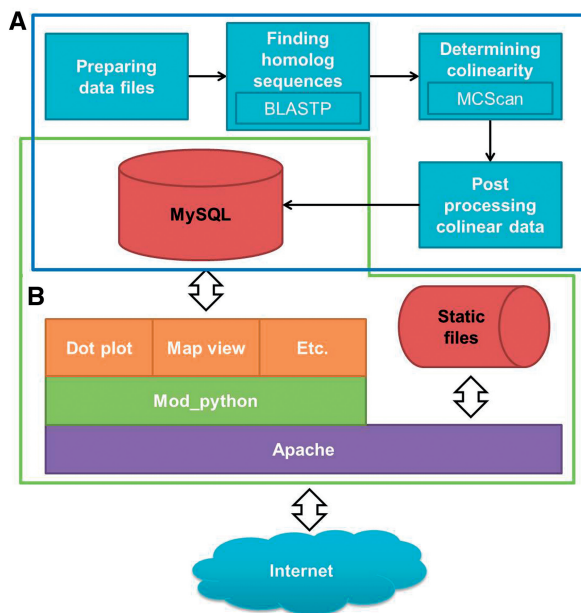 A
Preparing
data files
Finding
homolog
sequences
BLASTP
Determining
colinearity
MCScan
Post
processing
colinear data
MySQL
B
Static
files
Dot plot
Map view
Etc.
Mod_python
Apache
Internet